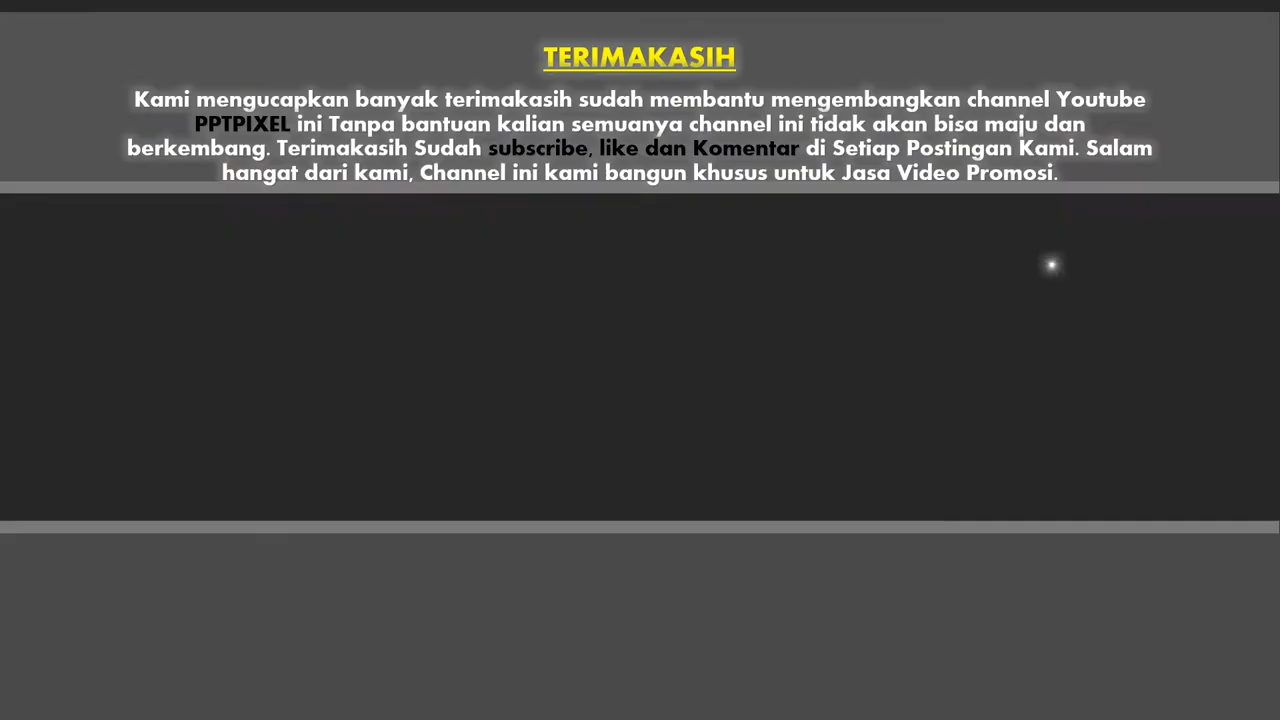 TERIMAKASIH
Kami mengucapkan banyak terimakasih sudah membantu mengembangkan channel Youtube
PPTPIXEL ini Tanpa bantuan kalian semuanya channel ini tidak akan bisa maju dan
berkembang. Terimakasih Sudah subscribe, like dan Komentar di Setiap Postingan Kami. Salam
hangat dari kami, Channel ini kami bangun khusus untuk Jasa Video Promosi.